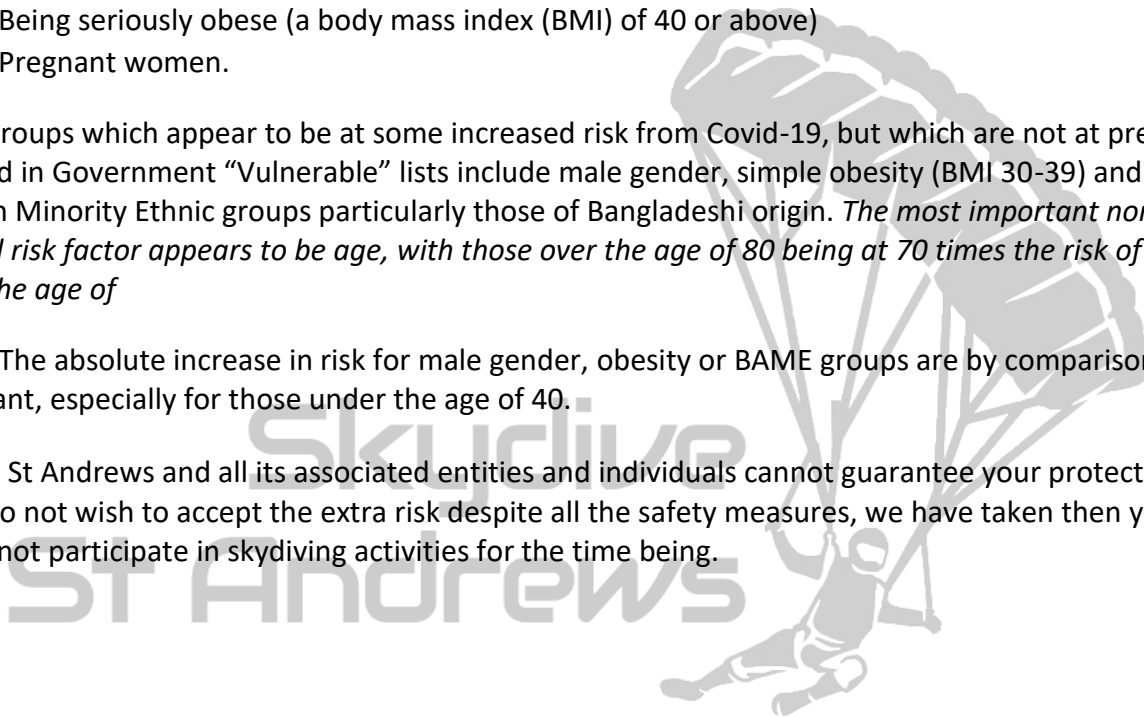 Being seriously obese (a body mass index (BMI) of 40 or above)
Pregnant women.
roups which appear to be at some increased risk from Covid-19, but which are not at pre
d in Government “Vulnerable” lists include male gender, simple obesity (BMI 30-39) and
n Minority Ethnic groups particularly those of Bangladeshi origin. The most important non
l risk factor appears to be age, with those over the age of 80 being at 70 times the risk of
he age of
The absolute increase in risk for male gender, obesity or BAME groups are by comparison
ant, especially for those under the age of 40.
St Andrews and all its associated entities and individuals cannot guarantee your protect
o not wish to accept the extra risk despite all the safety measures, we have taken then y
not participate in skydiving activities for the time being.
Skydive
St Andrews